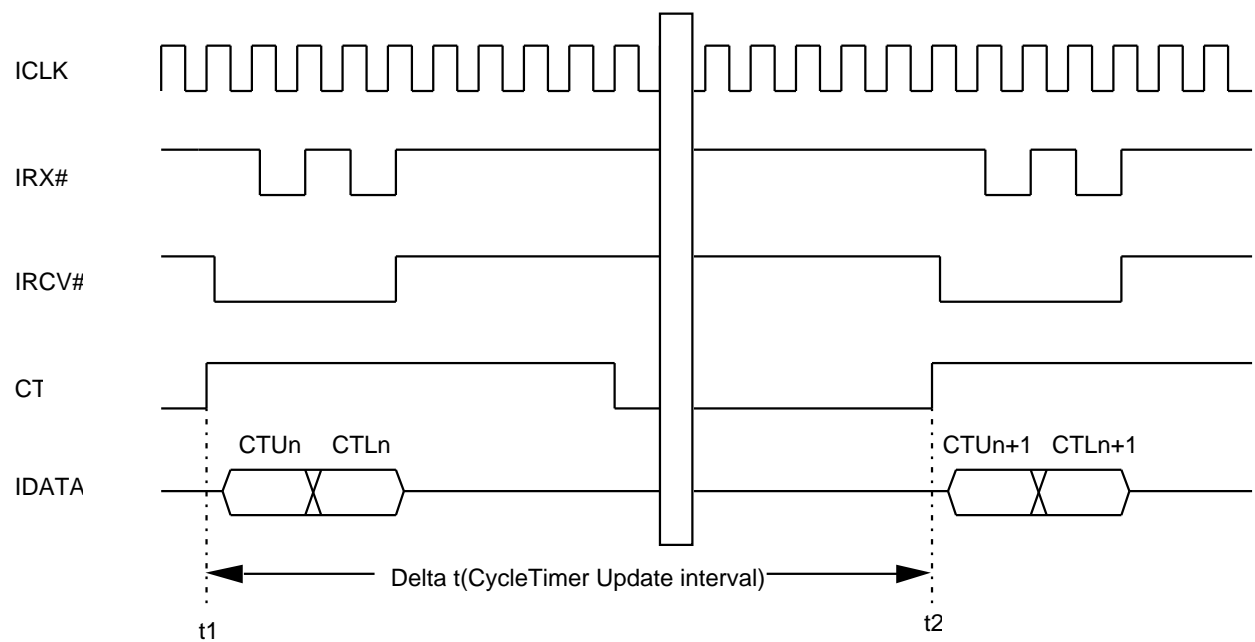 ICLK
IRX#
IRCV#
CT
CTUn CTLn CTUn+1 CTLn+1
IDATA
Delta t(CycleTimer Update interval)
t1 t2